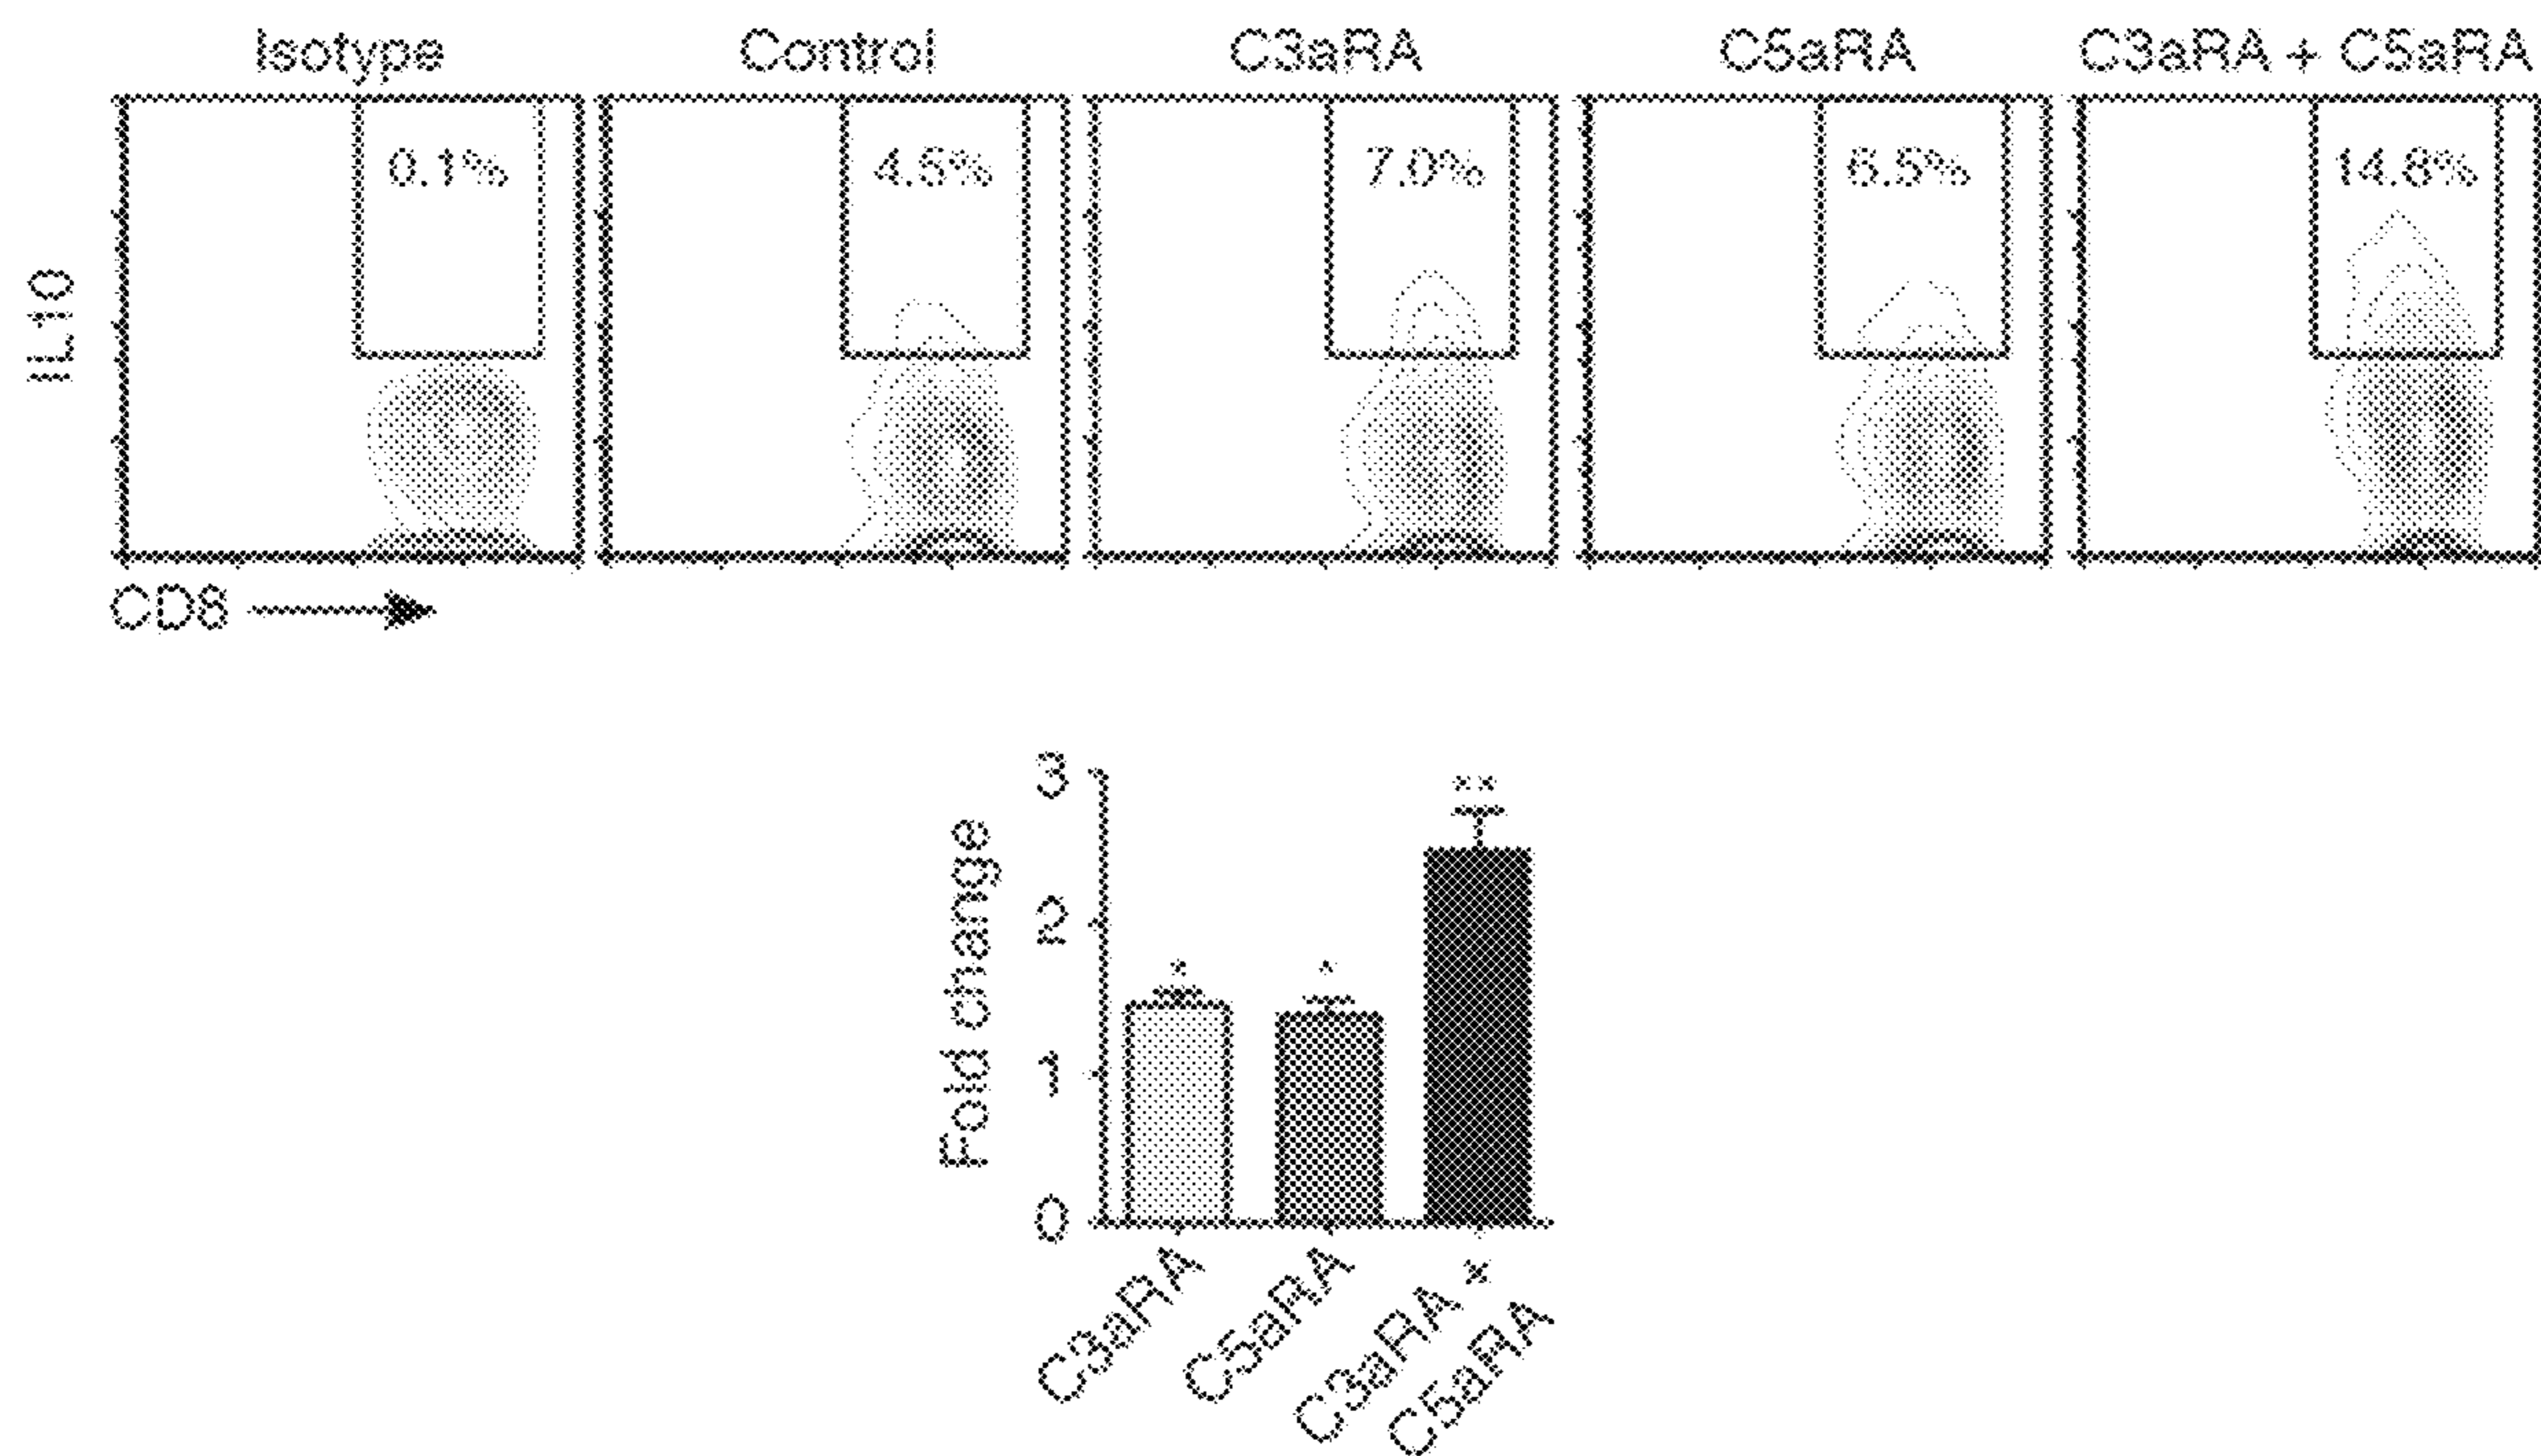 Isotype Control C3aRA C5aRA C3aRA + C5aRA
0.1% 4.5% 7.0% 6.5% 14.8%
IL10
CD8
Fold change
3
2
1
0
**
*
*
C3aRA
C5aRA
C3aRA +
C5aRA